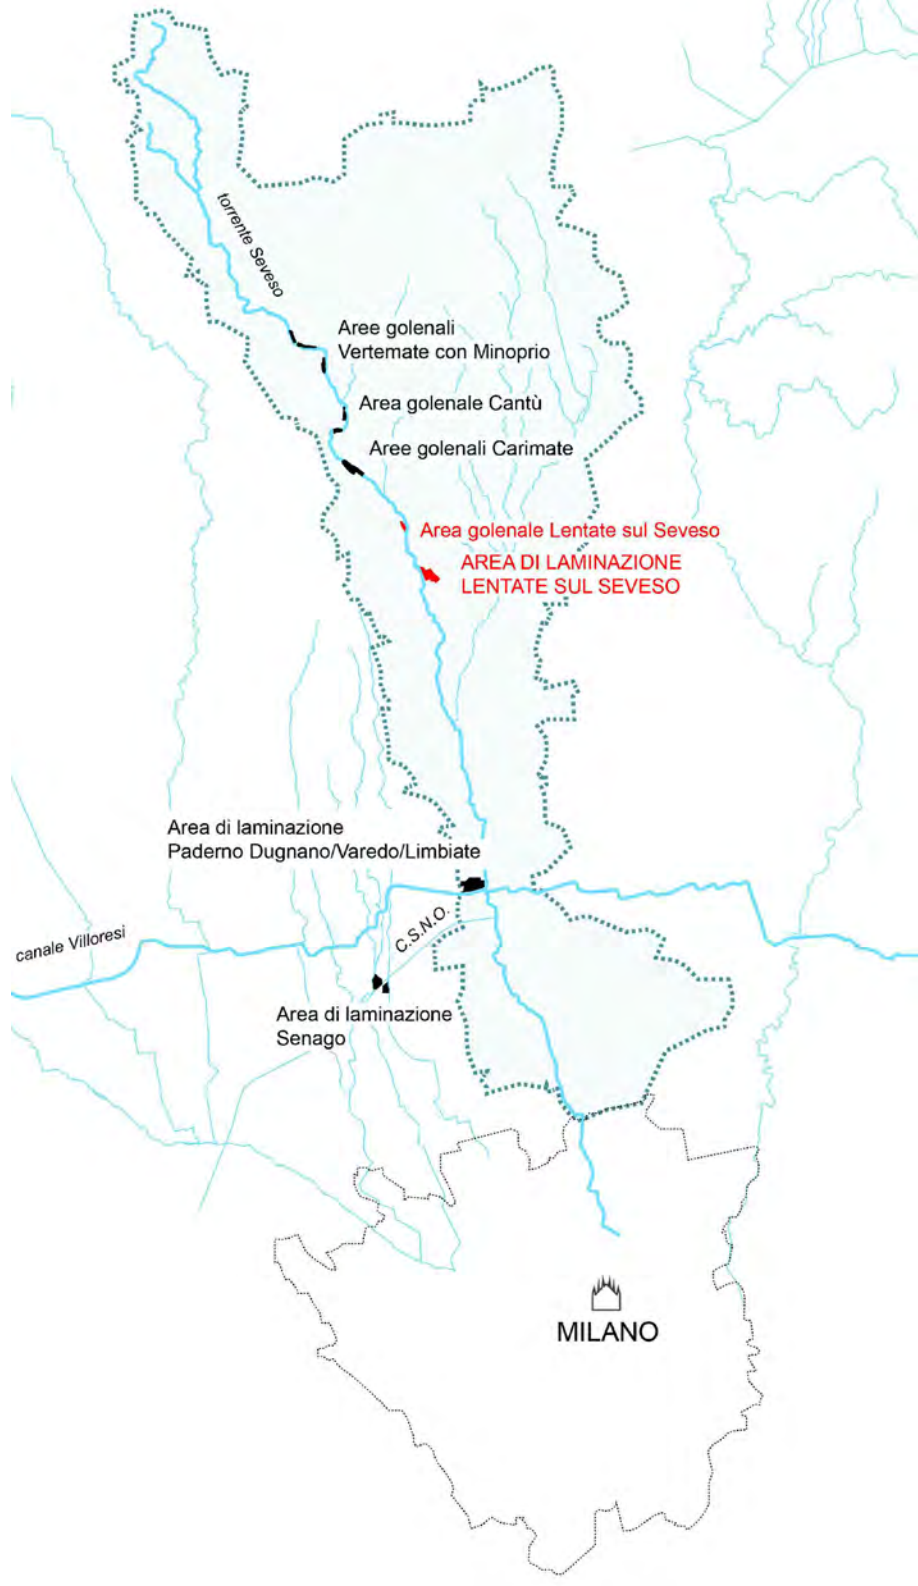 torrente Seveso
Aree golenali
Vertemate con Minoprio
Area golenale Cantù
Aree golenali Carimate
Area golenale Lentate sul Seveso
AREA DI LAMINAZIONE
LENTATE SUL SEVESO
Area di laminazione
Paderno Dugnano/Varedo/Limbiate
canale Villoresi
C.S.N.O.
Area di laminazione
Senago
MILANO